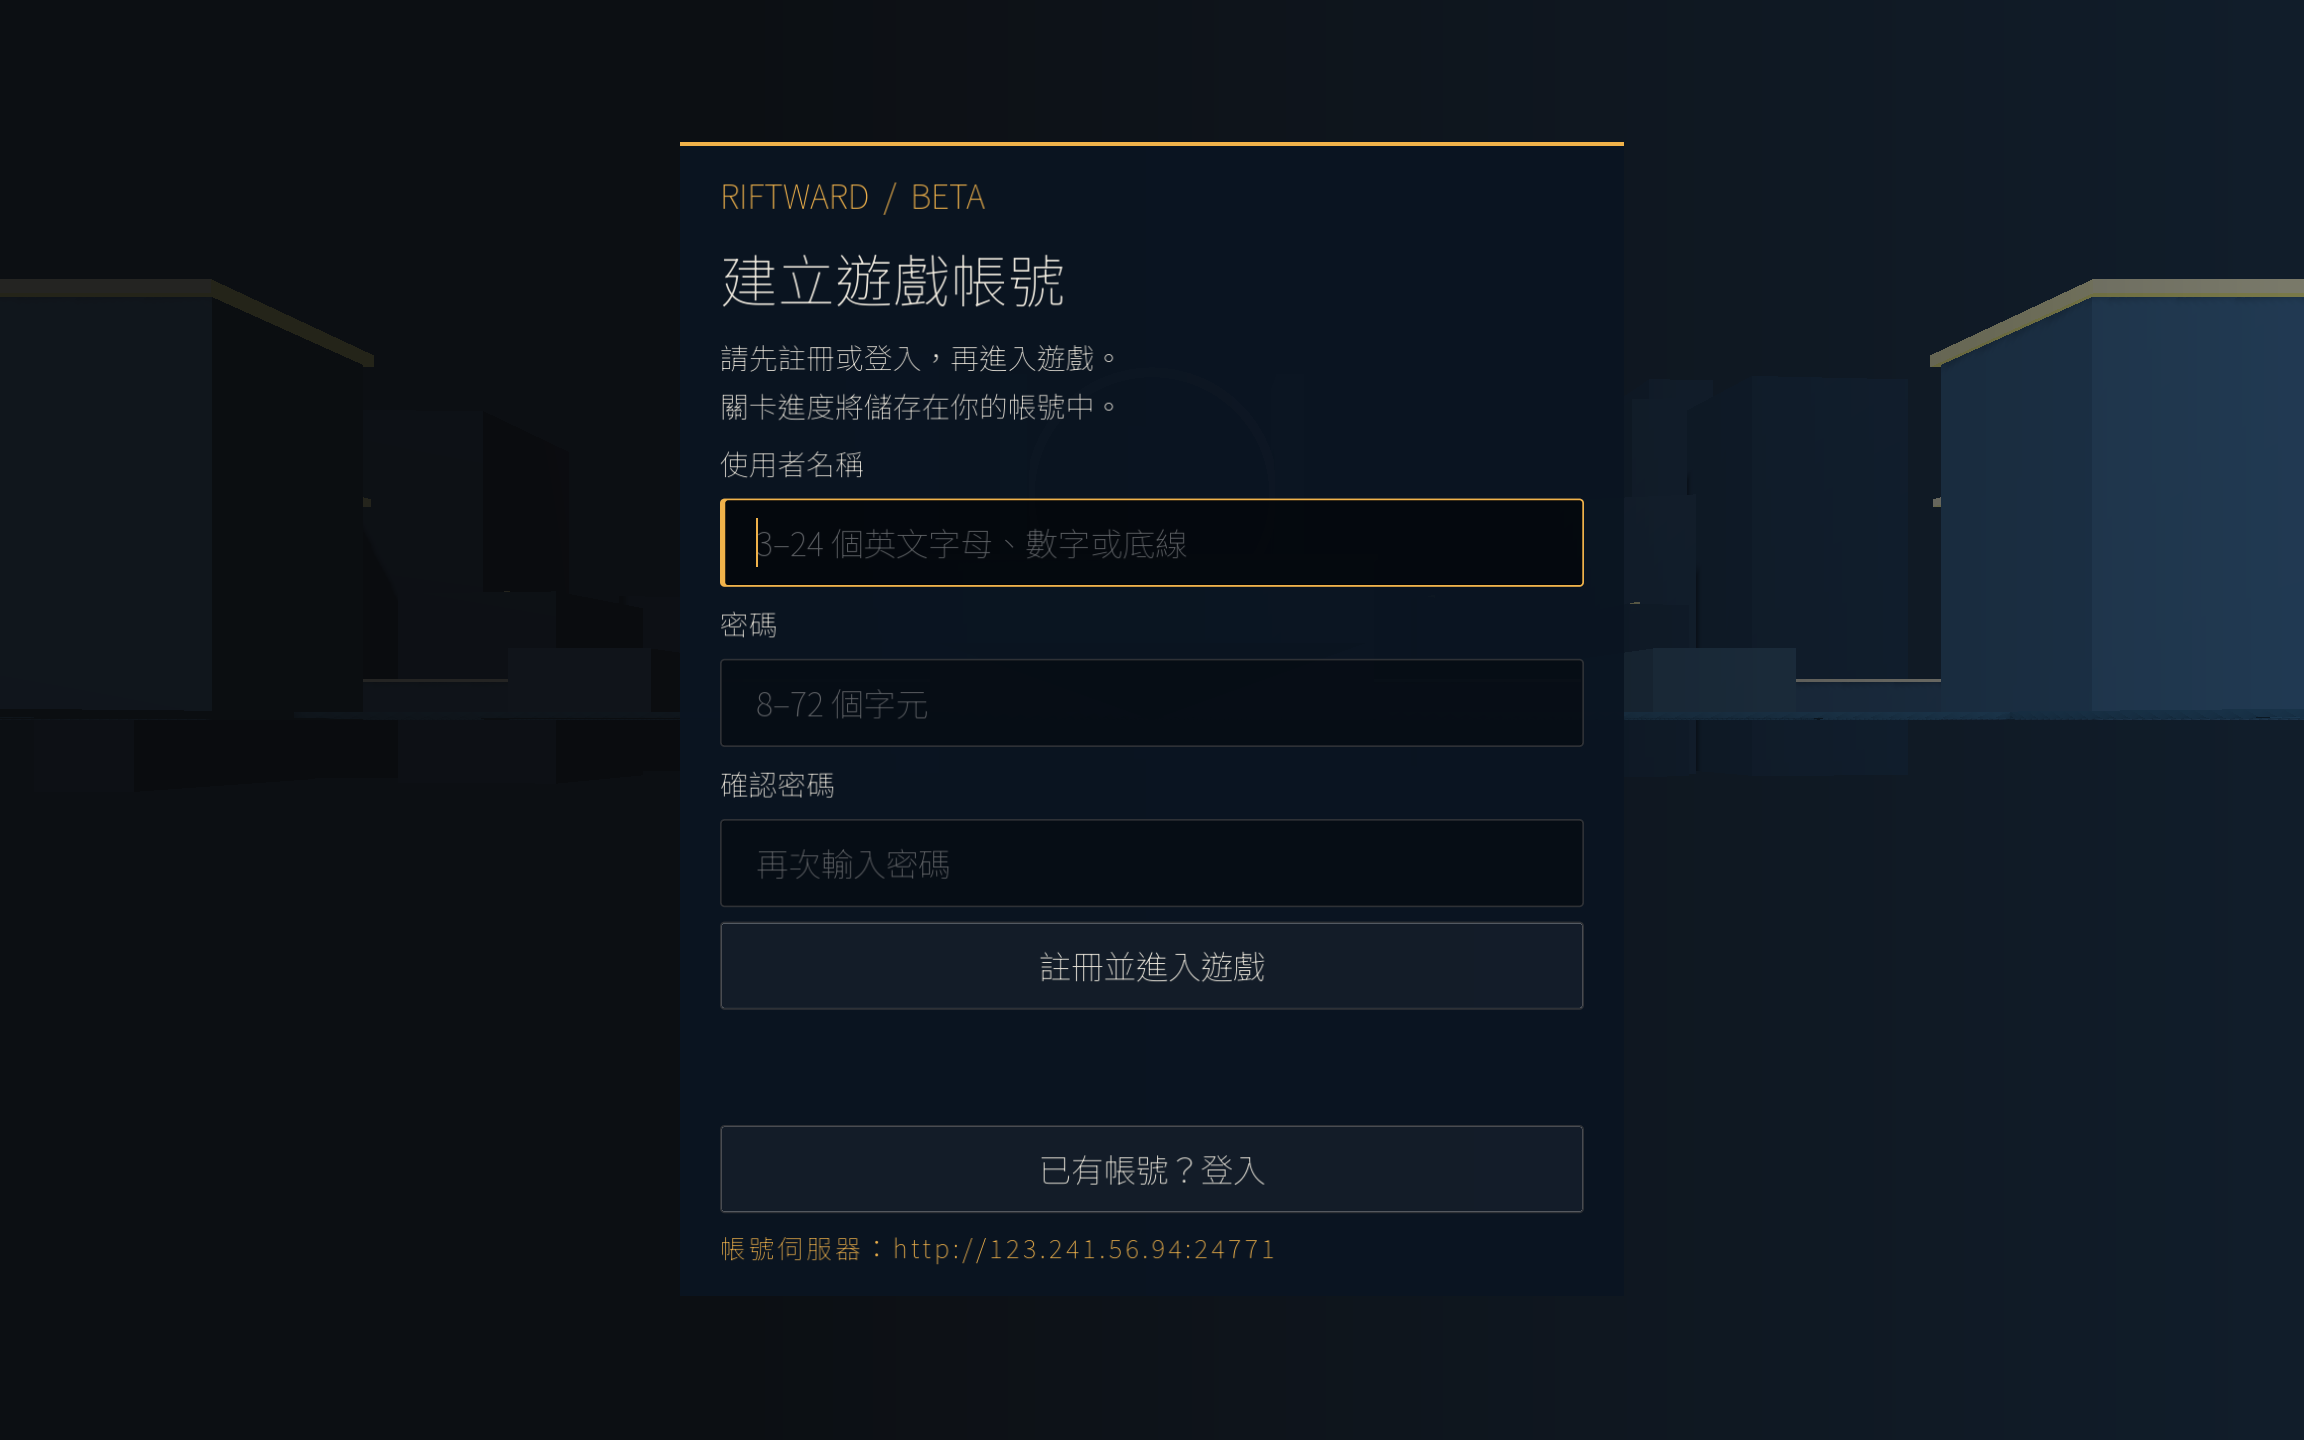 RIFTWARD / BETA
建立遊戲帳號
請先註冊或登入，再進入遊戲。
關卡進度將儲存在你的帳號中。
使用者名稱
3–24 個英文字母、數字或底線
密碼
8–72 個字元
確認密碼
再次輸入密碼
註冊並進入遊戲
已有帳號？登入
帳號伺服器：http://123.241.56.94:24771